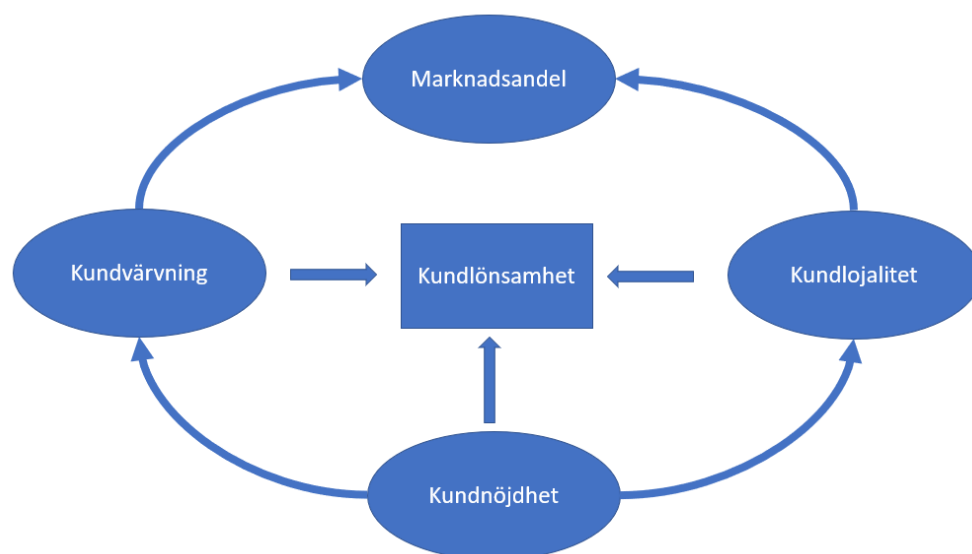 Marknadsandel
Kundvärvning
Kundlönsamhet
Kundlojalitet
Kundnöjdhet